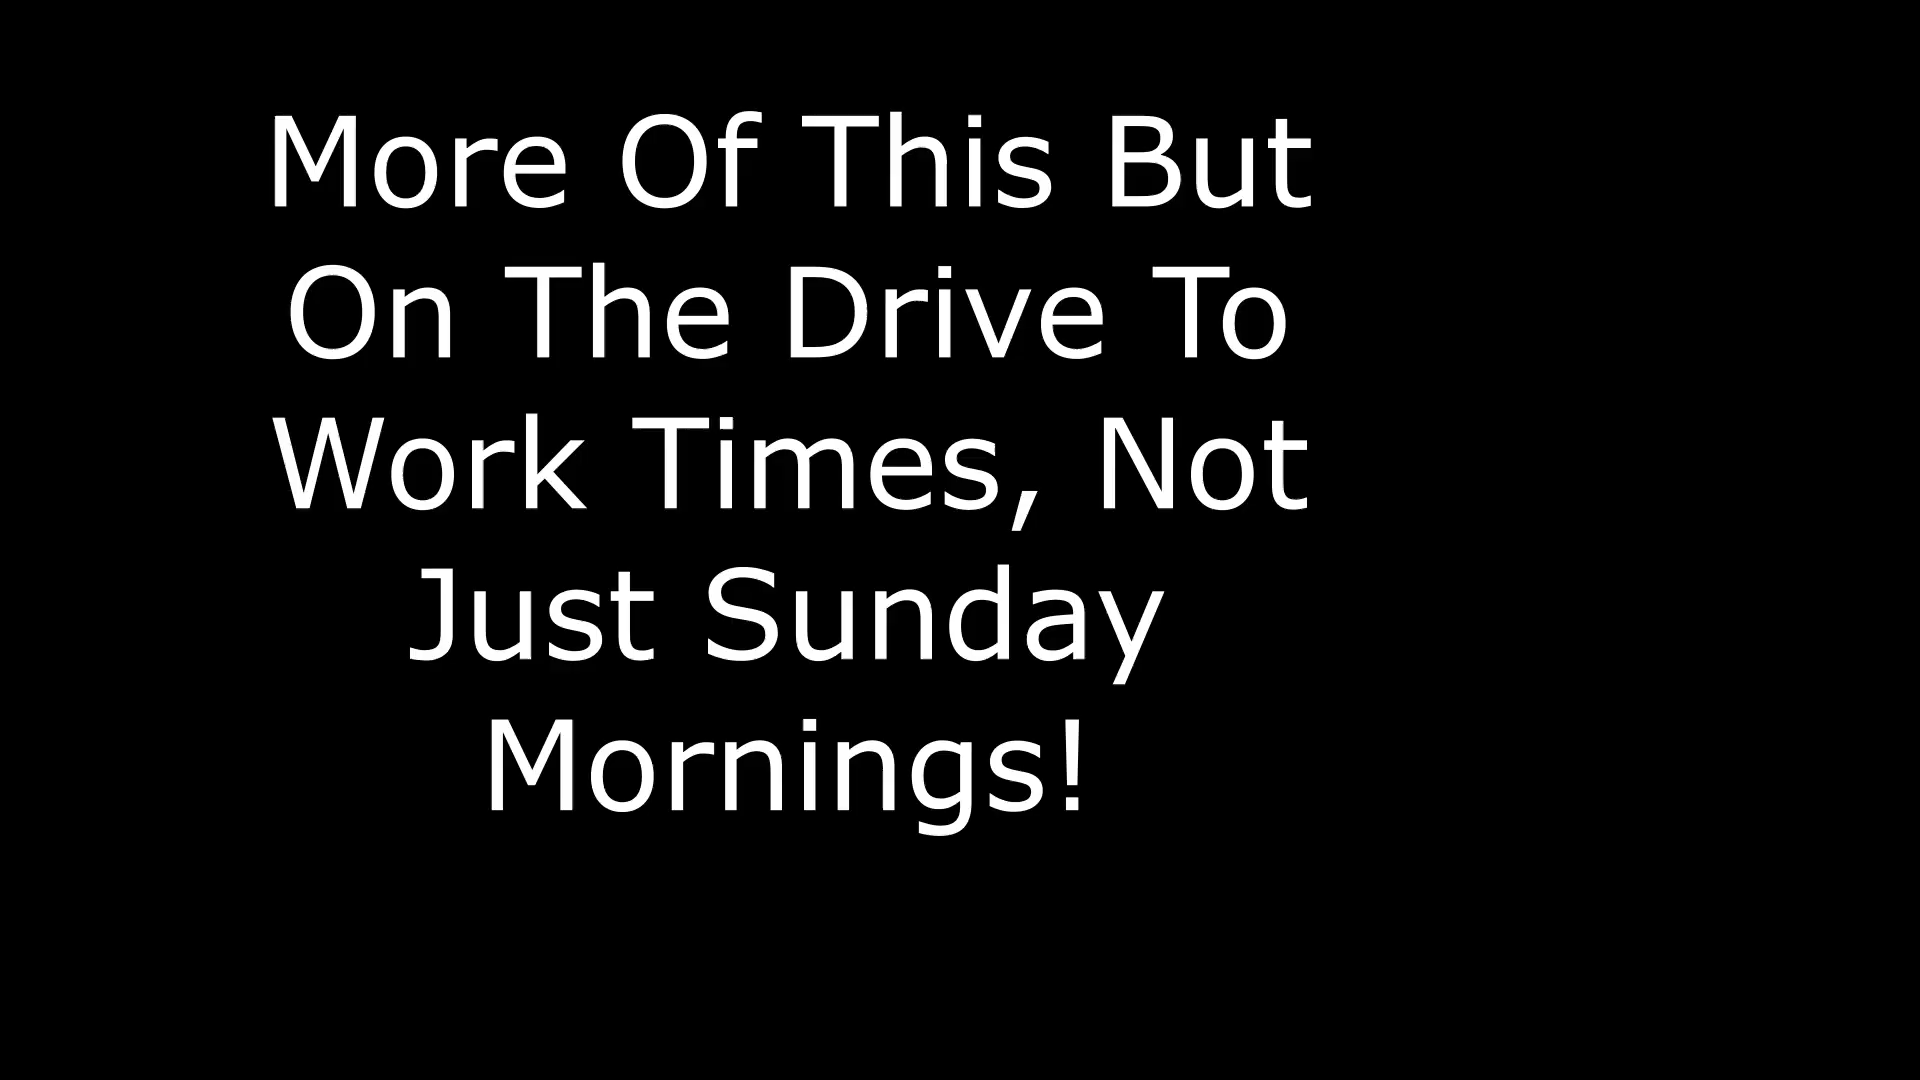 More Of This But
On The Drive To
Work Times, Not
Just Sunday
Mornings!